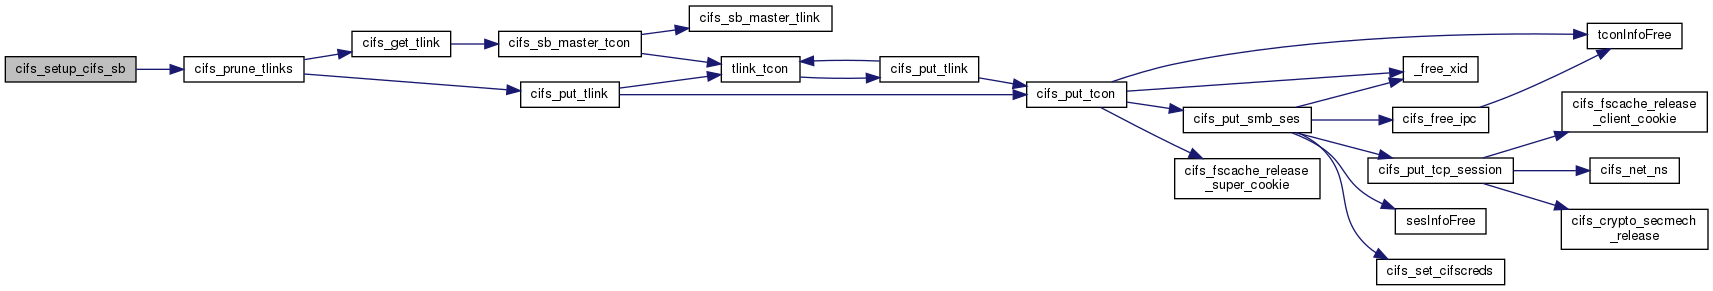 cifs_setup_cifs_sb
cifs_prune_tlinks
cifs_get_tlink
cifs_put_tlink
cifs_sb_master_tcon
cifs_sb_master_tlink
tlink_tcon
cifs_put_tlink
cifs_put_tcon
cifs_put_smb_ses
cifs_fscache_release
_super_cookie
tconInfoFree
_free_xid
cifs_free_ipc
cifs_put_tcp_session
sesInfoFree
cifs_set_cifscreds
cifs_fscache_release
_client_cookie
cifs_net_ns
cifs_crypto_secmech
_release